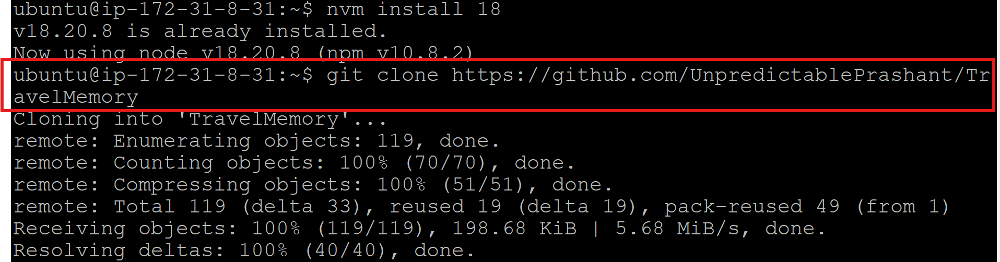 ubuntu@ip-172-31-8-31:~$ nvm install 18
v18.20.8 is already installed.
Now using node v18.20.8 (npm v10.8.2)
ubuntu@ip-172-31-8-31:~$ git clone https://github.com/UnpredictablePrashant/Tr
avelMemory
Cloning into 'TravelMemory'...
remote: Enumerating objects: 119, done.
remote: Counting objects: 100% (70/70), done.
remote: Compressing objects: 100% (51/51), done.
remote: Total 119 (delta 33), reused 19 (delta 19), pack-reused 49 (from 1)
Receiving objects: 100% (119/119), 198.68 KiB | 5.68 MiB/s, done.
Resolving deltas: 100% (40/40), done.